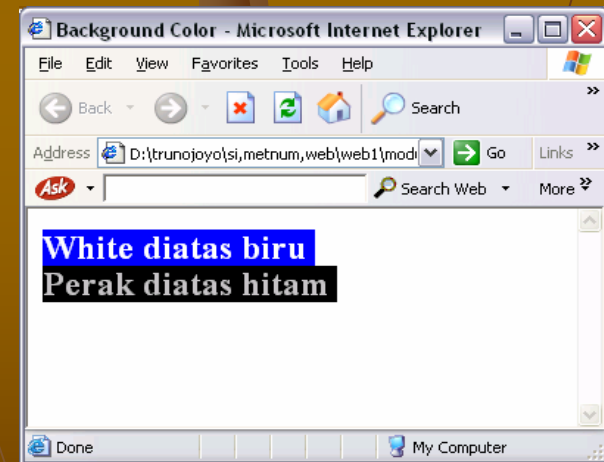 Background Color - Microsoft Internet Explorer
File Edit View Favorites Tools Help
Back Search »
Address D:\trunojoyo\si,metnum,web\web1\mod Go Links »
Ask Search Web More »
White diatas biru
Perak diatas hitam
Done My Computer